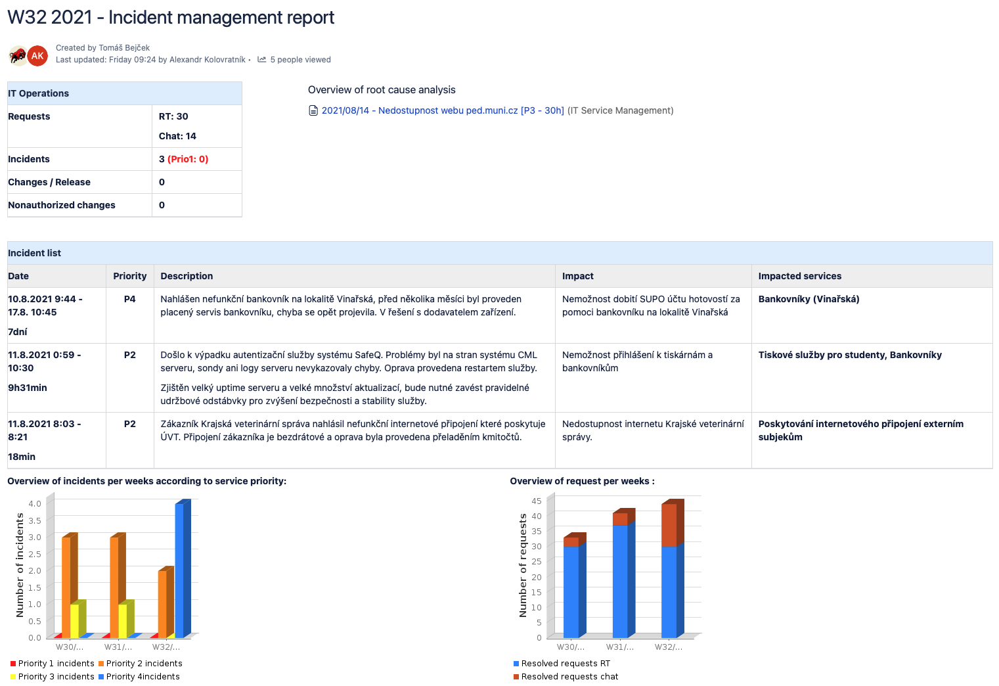 W32 2021 - Incident management report
AK
Created by Tomáš Bejček
Last updated: Friday 09:24 by Alexandr Kolovratník • 5 people viewed
IT Operations
Requests
RT: 30
Chat: 14
Incidents
3 (Prio1: 0)
Changes / Release
0
Nonauthorized changes
0
Overview of root cause analysis
2021/08/14 - Nedostupnost webu ped.muni.cz [P3 - 30h] (IT Service Management)
Incident list
Date
Priority
Description
Impact
Impacted services
10.8.2021 9:44 -
17.8. 10:45
7dní
P4
Nahlášen nefunkční bankovník na lokalitě Vinařská, před několika měsíci byl proveden
placený servis bankovníku, chyba se opět projevila. V řešení s dodavatelem zařízení.
Nemožnost dobití SUPO účtu hotovostí za
pomoci bankovníku na lokalitě Vinařská
Bankovníky (Vinařská)
11.8.2021 0:59 -
10:30
9h31min
P2
Došlo k výpadku autentizační služby systému SafeQ. Problémy byl na stran systému CML
serveru, sondy ani logy serveru nevykazovaly chyby. Oprava provedena restartem služby.
Zjištěn velký uptime serveru a velké množství aktualizací, bude nutné zavést pravidelné
udržbové odstábvky pro zvýšení bezpečnosti a stability služby.
Nemožnost přihlášení k tiskárnám a
bankovníkům
Tiskové služby pro studenty, Bankovníky
11.8.2021 8:03 -
8:21
18min
P2
Zákazník Krajská veterinární správa nahlásil nefunkční internetové připojení které poskytuje
ÚVT. Připojení zákazníka je bezdrátové a oprava byla provedena přeladěním kmitočtů.
Nedostupnost internetu Krajské veterinární
správy.
Poskytování internetového připojení externím
subjekům
Overview of incidents per weeks according to service priority:
Number of incidents
4.0
3.5
3.0
2.5
2.0
1.5
1.0
0.5
0.0
W30/...
W31/...
W32/...
Priority 1 incidents
Priority 2 incidents
Priority 3 incidents
Priority 4incidents
Overview of request per weeks :
Number of requests
45
40
35
30
25
20
15
10
5
0
W30/...
W31/...
W32/...
Resolved requests RT
Resolved requests chat